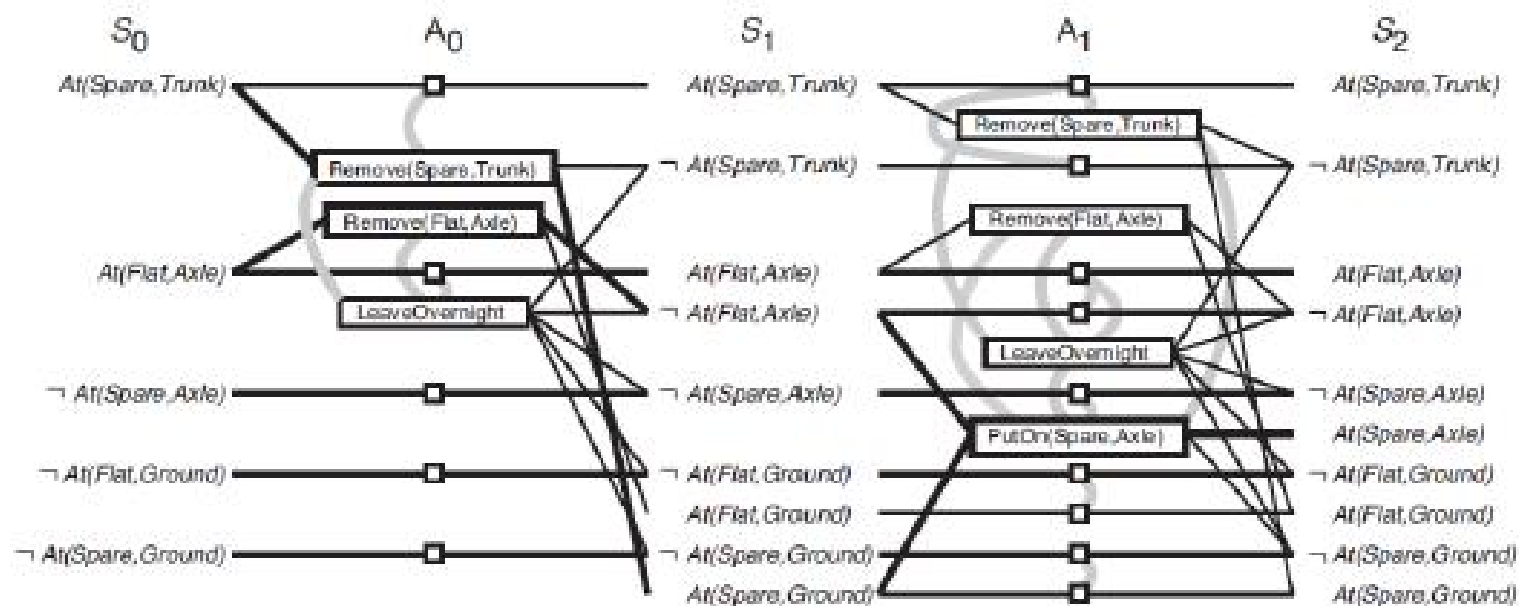 S0 A0 S1 A1 S2
At(Spare,Trunk) At(Spare,Trunk) At(Spare,Trunk)
Remove(Spare,Trunk)
Remove(Spare,Trunk) ¬ At(Spare,Trunk) ¬ At(Spare,Trunk)
Remove(Flat,Axle) Remove(Flat,Axle)
At(Flat,Axle) At(Flat,Axle) At(Flat,Axle)
LeaveOvernight ¬ At(Flat,Axle) ¬ At(Flat,Axle)
LeaveOvernight
¬ At(Spare,Axle) ¬ At(Spare,Axle) ¬ At(Spare,Axle)
PutOn(Spare,Axle) At(Spare,Axle)
¬ At(Flat,Ground) ¬ At(Flat,Ground) ¬ At(Flat,Ground)
At(Flat,Ground) At(Flat,Ground)
¬ At(Spare,Ground) ¬ At(Spare,Ground) ¬ At(Spare,Ground)
At(Spare,Ground) At(Spare,Ground)